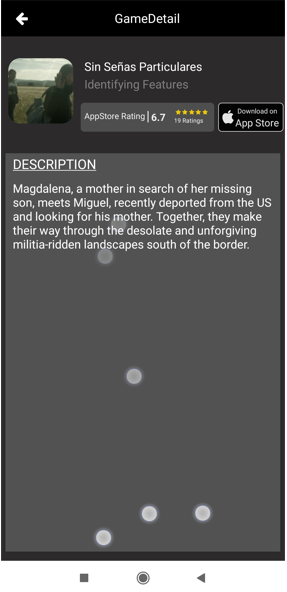 GameDetail
Sin Señas Particulares
Identifying Features
AppStore Rating | 6.7
19 Ratings
Download on
App Store
DESCRIPTION
Magdalena, a mother in search of her missing
son, meets Miguel, recently deported from the US
and looking for his mother. Together, they make
their way through the desolate and unforgiving
militia-ridden landscapes south of the border.